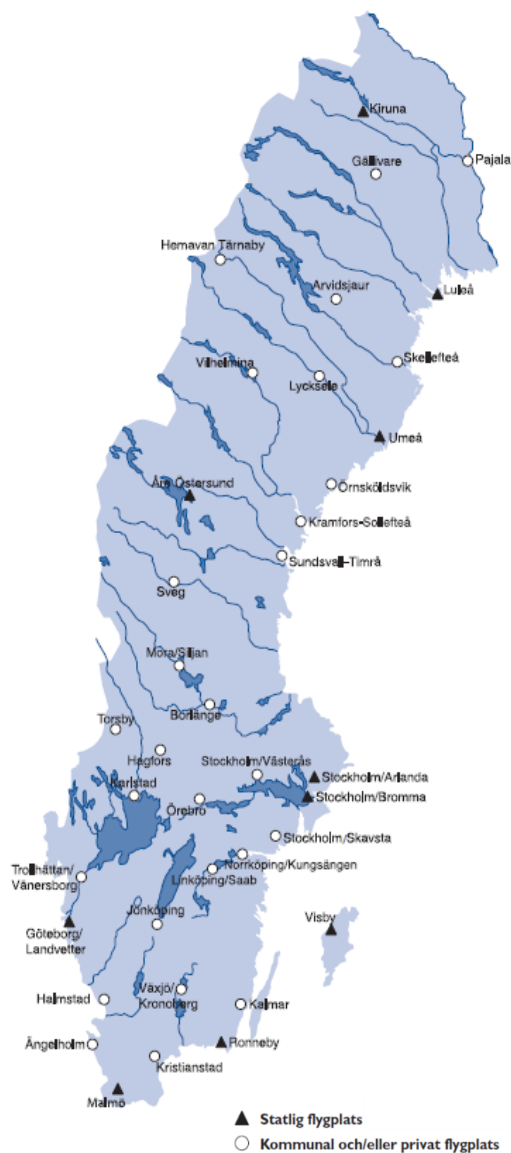 Kiruna
Gällivare
Pajala
Hemavan Tärnaby
Arvidsjaur
Luleå
Skellefteå
Vilhelmina
Lycksele
Umeå
Åre Östersund
Örnsköldsvik
Kramfors-Sollefteå
Sundsvall–Timrå
Sveg
Mora/Siljan
Borlänge
Torsby
Hagfors
Stockholm/Västerås
Stockholm/Arlanda
Karlstad
Stockholm/Bromma
Örebro
Stockholm/Skavsta
Norrköping/Kungsängen
Trollhättan/
Vänersborg
Linköping/Saab
Jönköping
Visby
Göteborg/
Landvetter
Växjö/
Kronoberg
Halmstad
Kalmar
Ängelholm
Ronneby
Kristianstad
Malmö
Statlig flygplats
Kommunal och/eller privat flygplats